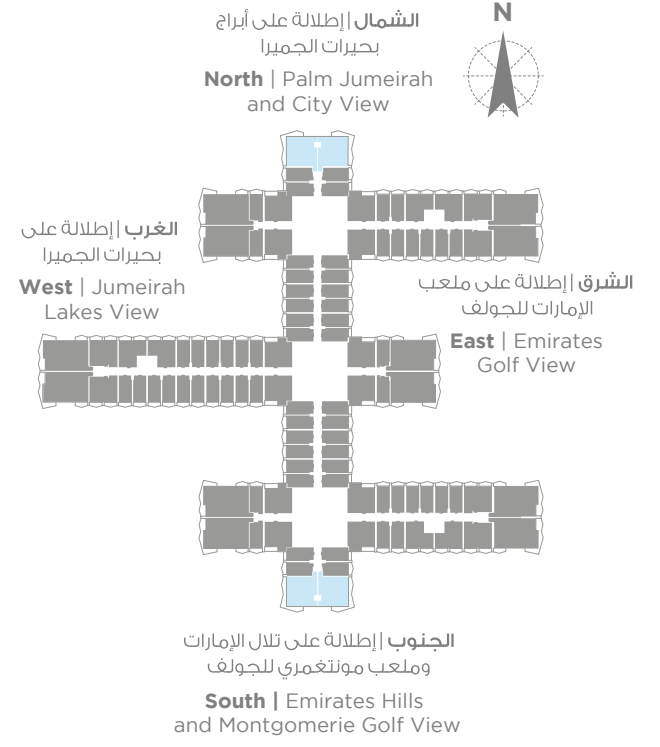 الشمال | إطلالة على أبراج
بحيرات الجميرا
North | Palm Jumeirah
and City View
N
الغرب | إطلالة على
بحيرات الجميرا
West | Jumeirah
Lakes View
الشرق | إطلالة على ملعب
الإمارات للجولف
East | Emirates
Golf View
الجنوب | إطلالة على تلال الإمارات
وملعب مونتغمري للجولف
South | Emirates Hills
and Montgomerie Golf View